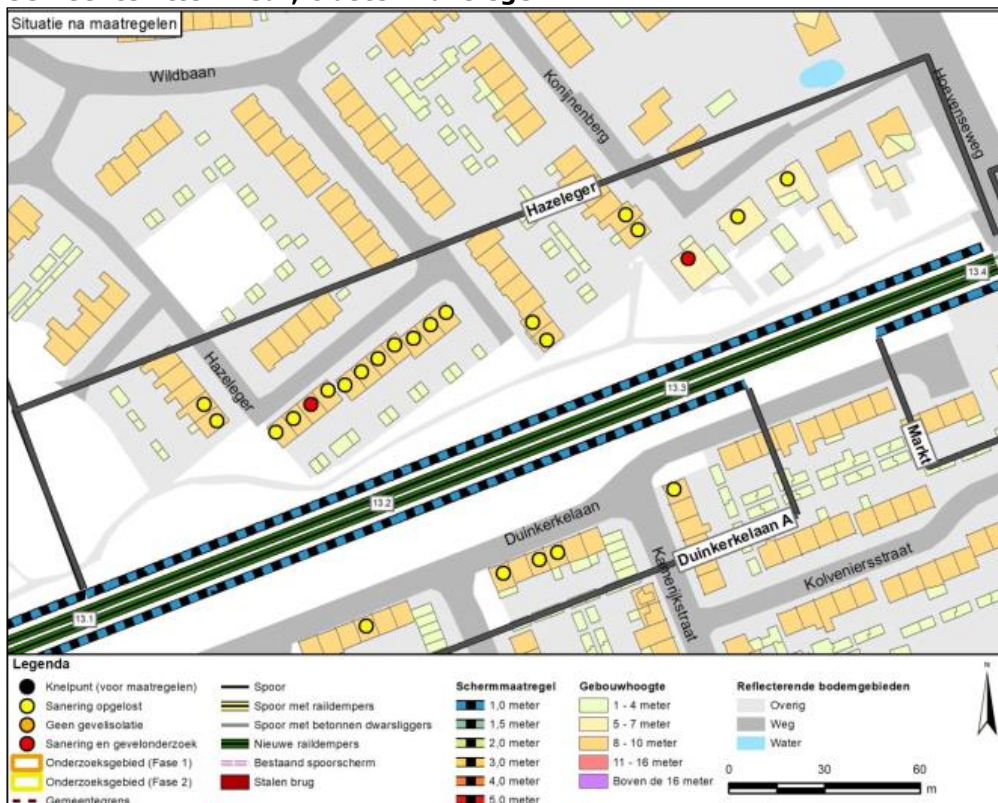 Situatie na maatregelen
Wildbaan
Konijnenberg
Hoevenseweg
Hazeleger
13.4
13.3
Hazeleger
Markt
13.2
Duinkerkelaan
Duinkerkelaan A
Kamerijkstraat
Kolveniersstraat
13.1
Legenda
Knelpunt (voor maatregelen)
Sanering opgelost
Geen gevelisolatie
Sanering en gevelonderzoek
Onderzoeksgebied (Fase 1)
Onderzoeksgebied (Fase 2)
Gemeentegrens
Spoor
Spoor met raildempers
Spoor met betonnen dwarsliggers
Nieuwe raildempers
Bestaand spoorscherm
Stalen brug
Schermmaatregel
1,0 meter
1,5 meter
2,0 meter
3,0 meter
4,0 meter
5,0 meter
Gebouwhoogte
1 - 4 meter
5 - 7 meter
8 - 10 meter
11 - 16 meter
Boven de 16 meter
Reflecterende bodemgebieden
Overig
Weg
Water
N
0 30 60
m